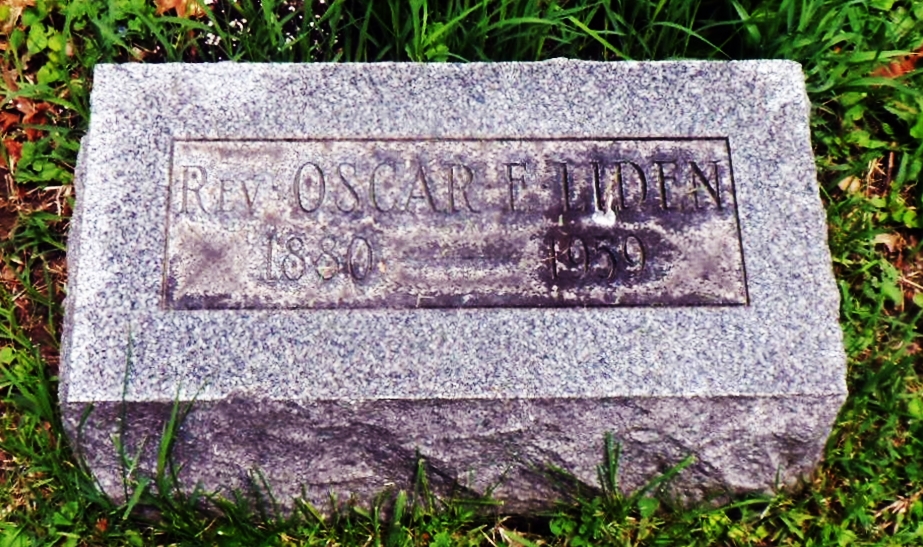 Rev. OSCAR F. LIDEN
1880 — 1959